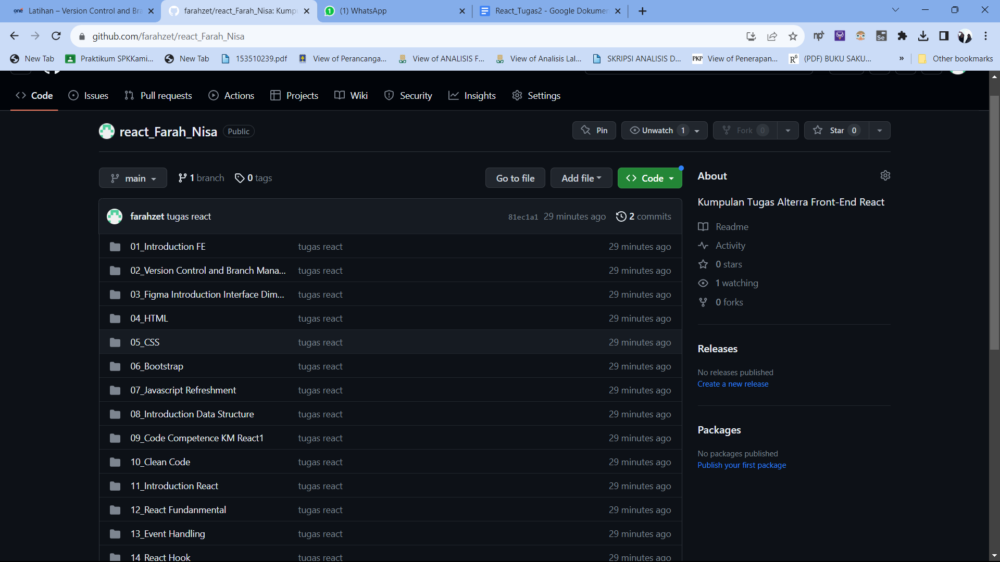 one Latihan – Version Control and Bra
farahzet/react_Farah_Nisa: Kump
1 (1) WhatsApp
React_Tugas2 - Google Dokumen
github.com/farahzet/react_Farah_Nisa
Se
New Tab Praktikum SPKKami... New Tab 153510239.pdf View of Perancanga... View of ANALISIS F... View of Analisis Lal... SKRIPSI ANALISIS D... PKP View of Penerapan... RG (PDF) BUKU SAKU... » Other bookmarks
Code Issues Pull requests Actions Projects Wiki Security Insights Settings
react_Farah_Nisa Public
Pin Unwatch 1 Fork 0 Star 0
main 1 branch 0 tags Go to file Add file Code
farahzet tugas react 81ec1a1 29 minutes ago 2 commits
01_Introduction FE tugas react 29 minutes ago
02_Version Control and Branch Mana... tugas react 29 minutes ago
03_Figma Introduction Interface Dim... tugas react 29 minutes ago
04_HTML tugas react 29 minutes ago
05_CSS tugas react 29 minutes ago
06_Bootstrap tugas react 29 minutes ago
07_Javascript Refreshment tugas react 29 minutes ago
08_Introduction Data Structure tugas react 29 minutes ago
09_Code Competence KM React1 tugas react 29 minutes ago
10_Clean Code tugas react 29 minutes ago
11_Introduction React tugas react 29 minutes ago
12_React Fundanmental tugas react 29 minutes ago
13_Event Handling tugas react 29 minutes ago
14_React Hook tugas react 29 minutes ago
About
Kumpulan Tugas Alterra Front-End React
Readme
Activity
0 stars
1 watching
0 forks
Releases
No releases published
Create a new release
Packages
No packages published
Publish your first package